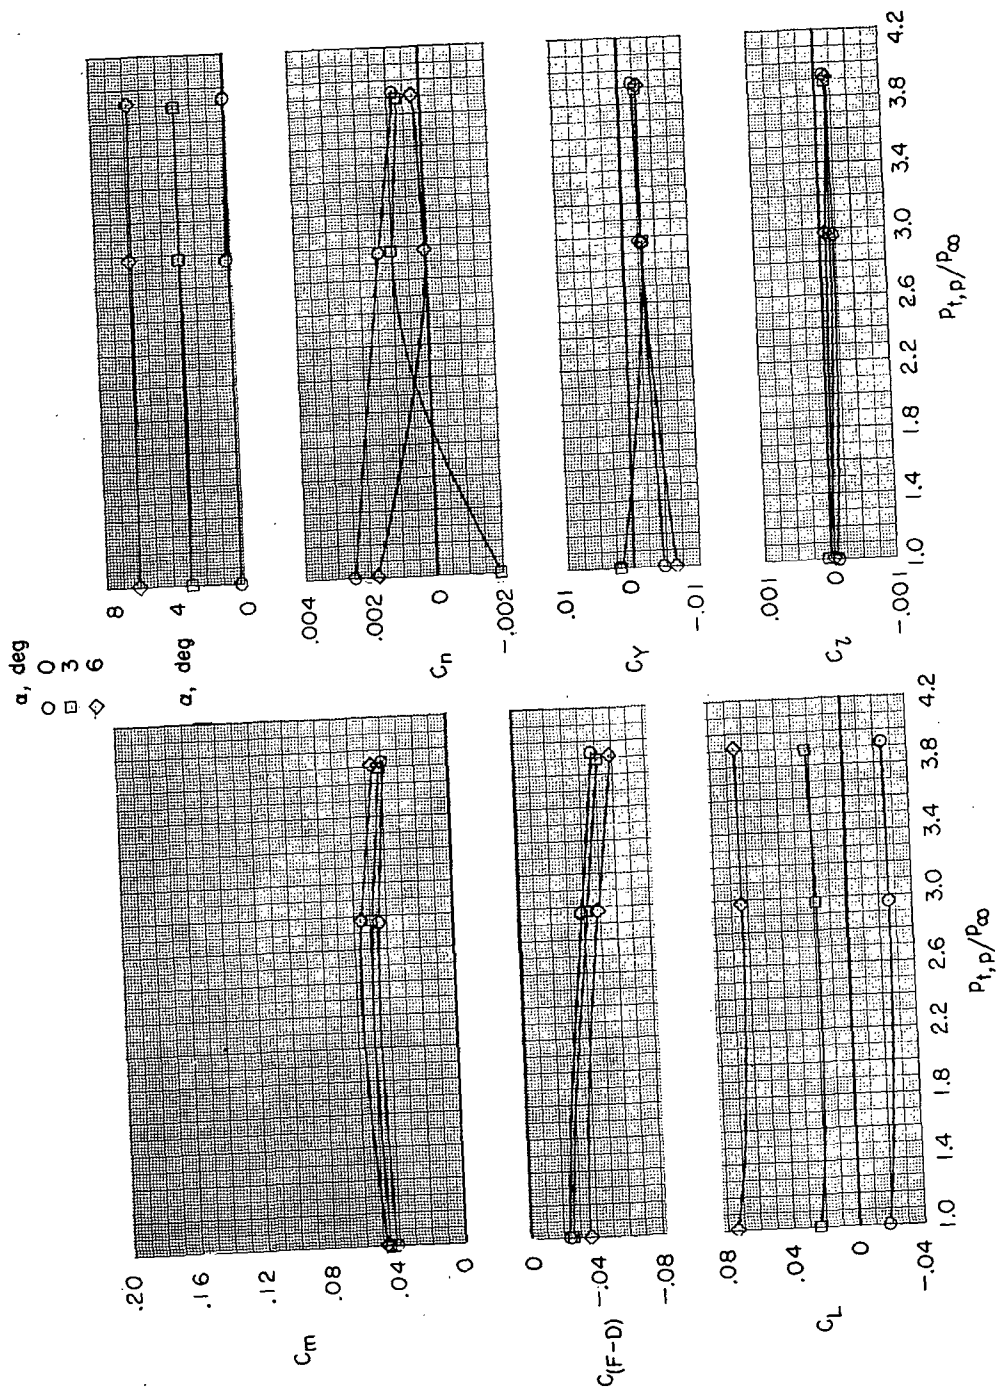 α, deg
○ 0
□ 3
◇ 6
.20
.16
.12
.08
.04
0
Cm
0
-.04
-.08
C(F-D)
.08
.04
0
-.04
CL
1.0 1.4 1.8 2.2 2.6 3.0 3.4 3.8 4.2
pt,p/p∞
8
4
0
α, deg
.004
.002
0
-.002
Cn
.01
0
-.01
CY
.001
0
-.001
Cl
1.0 1.4 1.8 2.2 2.6 3.0 3.4 3.8 4.2
pt,p/p∞